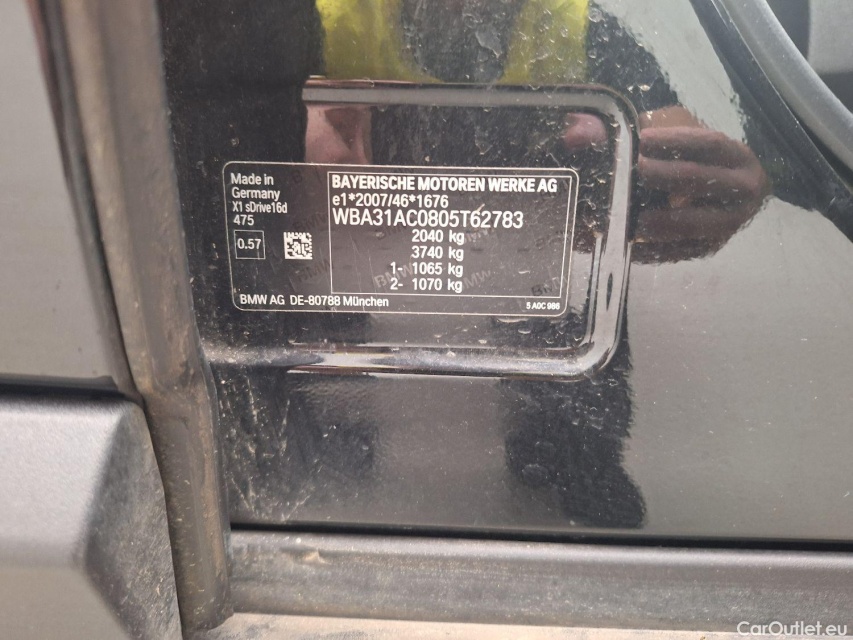 Made in
Germany
X1 sDrive16d
475
0.57
BAYERISCHE MOTOREN WERKE AG
e1*2007/46*1676
WBA31AC0805T62783
2040 kg
3740 kg
1- 1065 kg
2- 1070 kg
BMW AG DE-80788 München
5 A0C 986
CarOutlet.eu